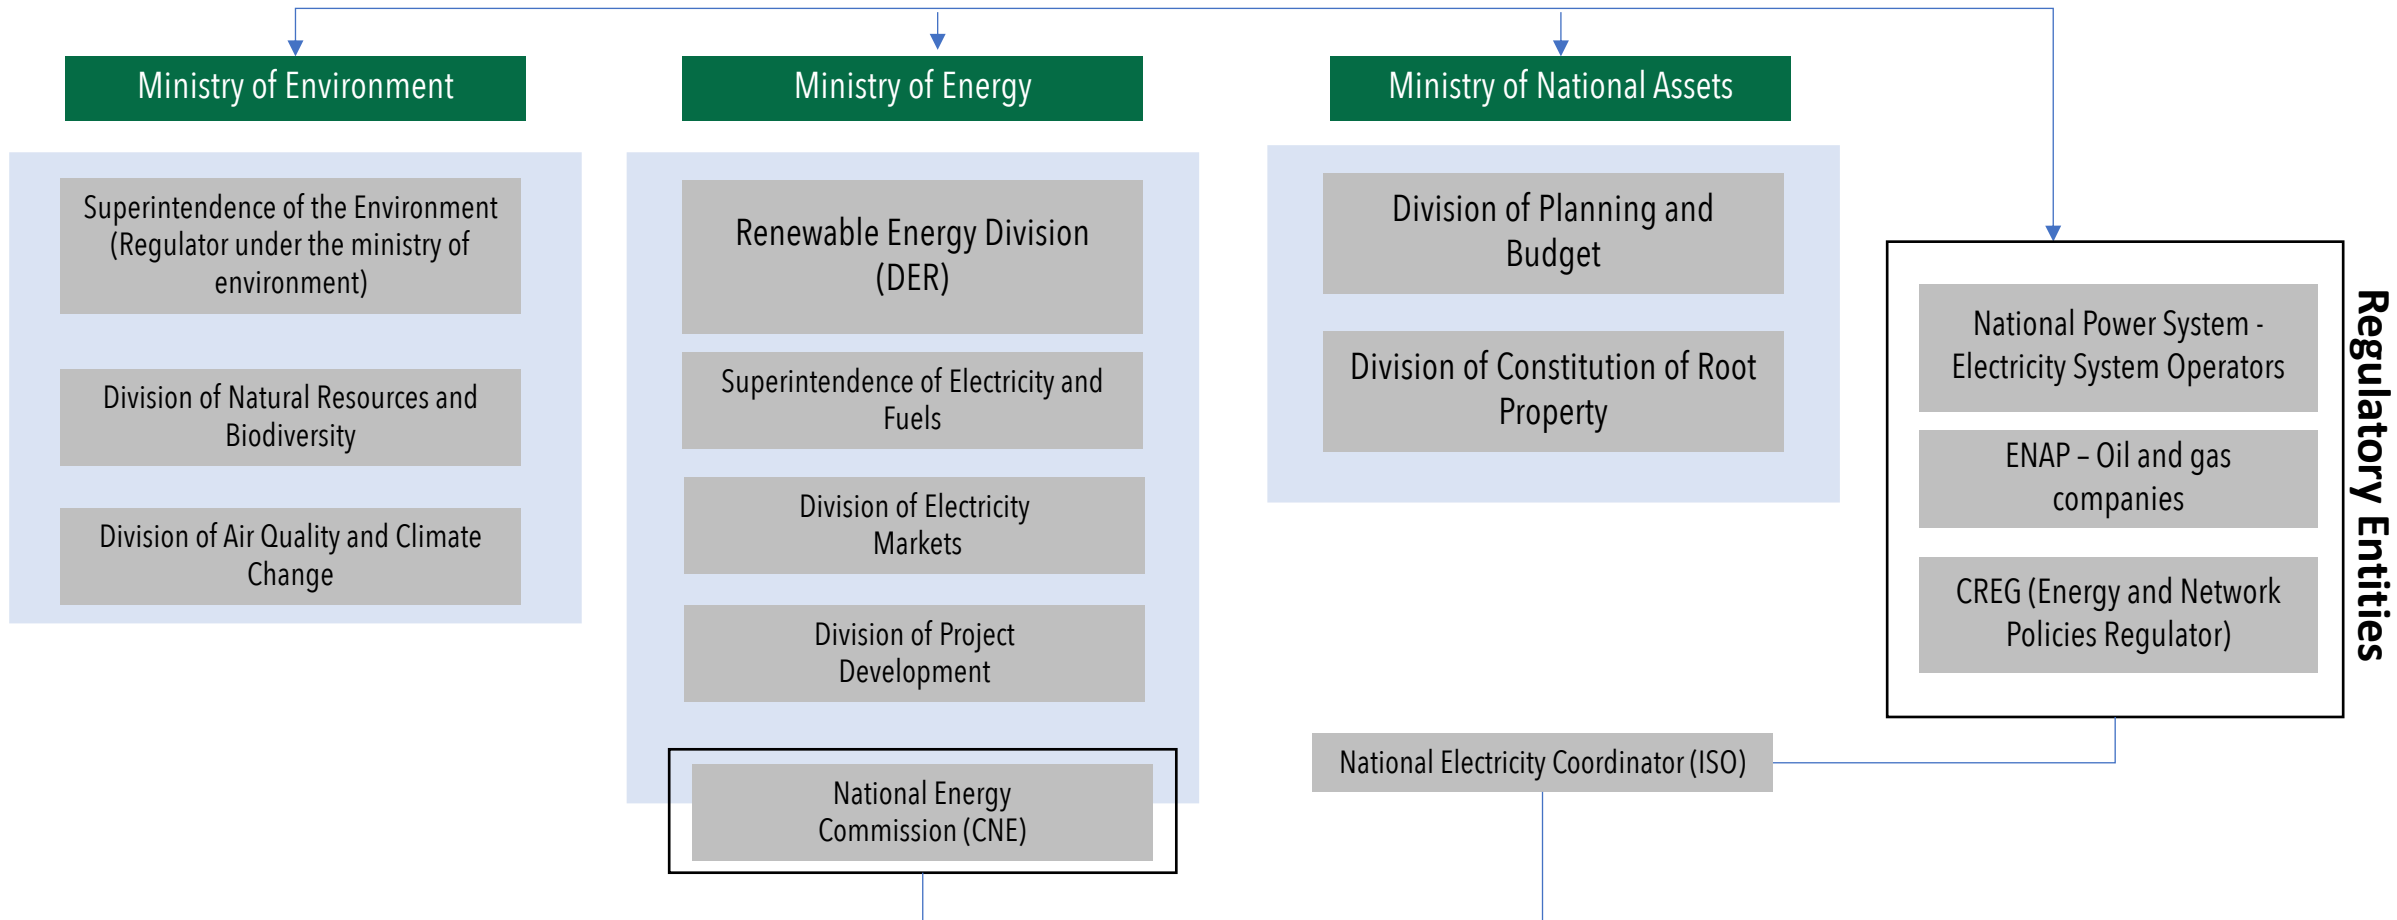 Ministry of Environment
Superintendence of the Environment
(Regulator under the ministry of
environment)
Division of Natural Resources and
Biodiversity
Division of Air Quality and Climate
Change
Ministry of Energy
Renewable Energy Division
(DER)
Superintendence of Electricity and
Fuels
Division of Electricity
Markets
Division of Project
Development
National Energy
Commission (CNE)
Ministry of National Assets
Division of Planning and
Budget
Division of Constitution of Root
Property
National Electricity Coordinator (ISO)
National Power System -
Electricity System Operators
ENAP – Oil and gas
companies
CREG (Energy and Network
Policies Regulator)
Regulatory Entities